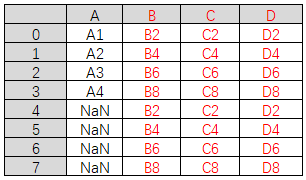 A B C D
0 A1 B2 C2 D2
1 A2 B4 C4 D4
2 A3 B6 C6 D6
3 A4 B8 C8 D8
4 NaN B2 C2 D2
5 NaN B4 C4 D4
6 NaN B6 C6 D6
7 NaN B8 C8 D8